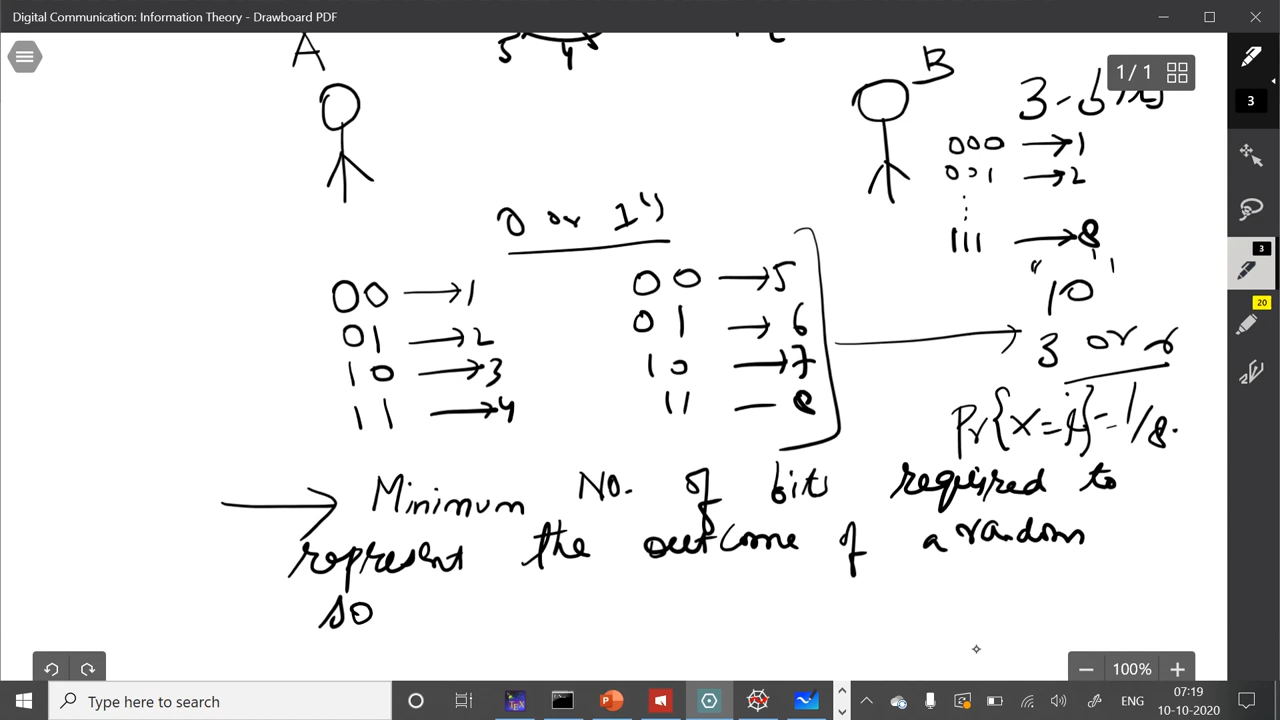 Digital Communication: Information Theory - Drawboard PDF
A
5 4
B
1 / 1
3
3-bits
000 → 1
001 → 2
111 → 8
"10"
3 or
Pr{X=i} = 1/8.
0 or 1's
00 → 1
01 → 2
10 → 3
11 → 4
00 → 5
01 → 6
10 → 7
11 — 8
→ Minimum No. of bits required to
represent the outcome of a random
so
3
20
100%
Type here to search
ENG
07:19
10-10-2020